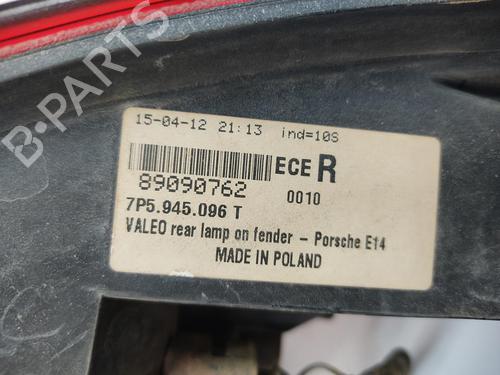 15-04-12 21:13 ind=10S
ECE R
89090762 0010
7P5.945.096 T
VALEO rear lamp on fender – Porsche E14
MADE IN POLAND